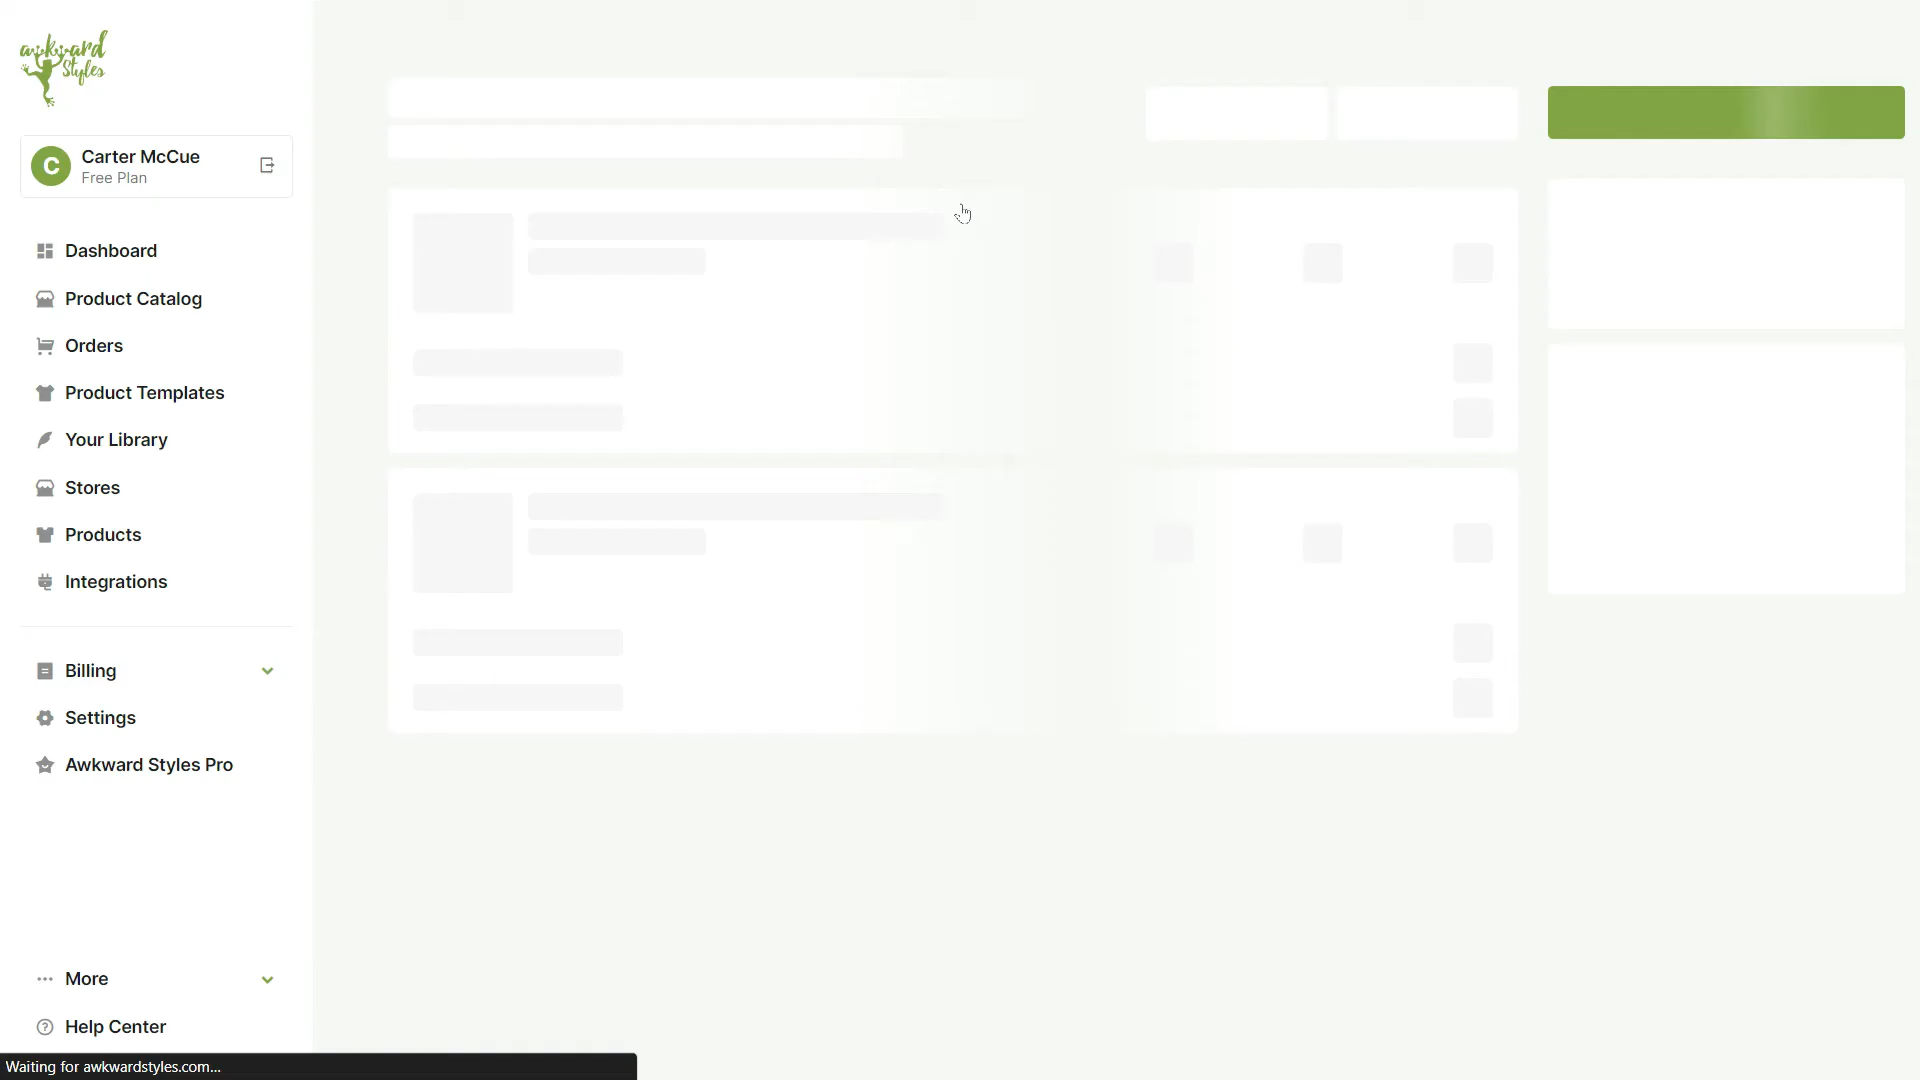 awkward
Styles
C
Carter McCue
Free Plan
Dashboard
Product Catalog
Orders
Product Templates
Your Library
Stores
Products
Integrations
Billing
Settings
Awkward Styles Pro
More
Help Center
Waiting for awkwardstyles.com...